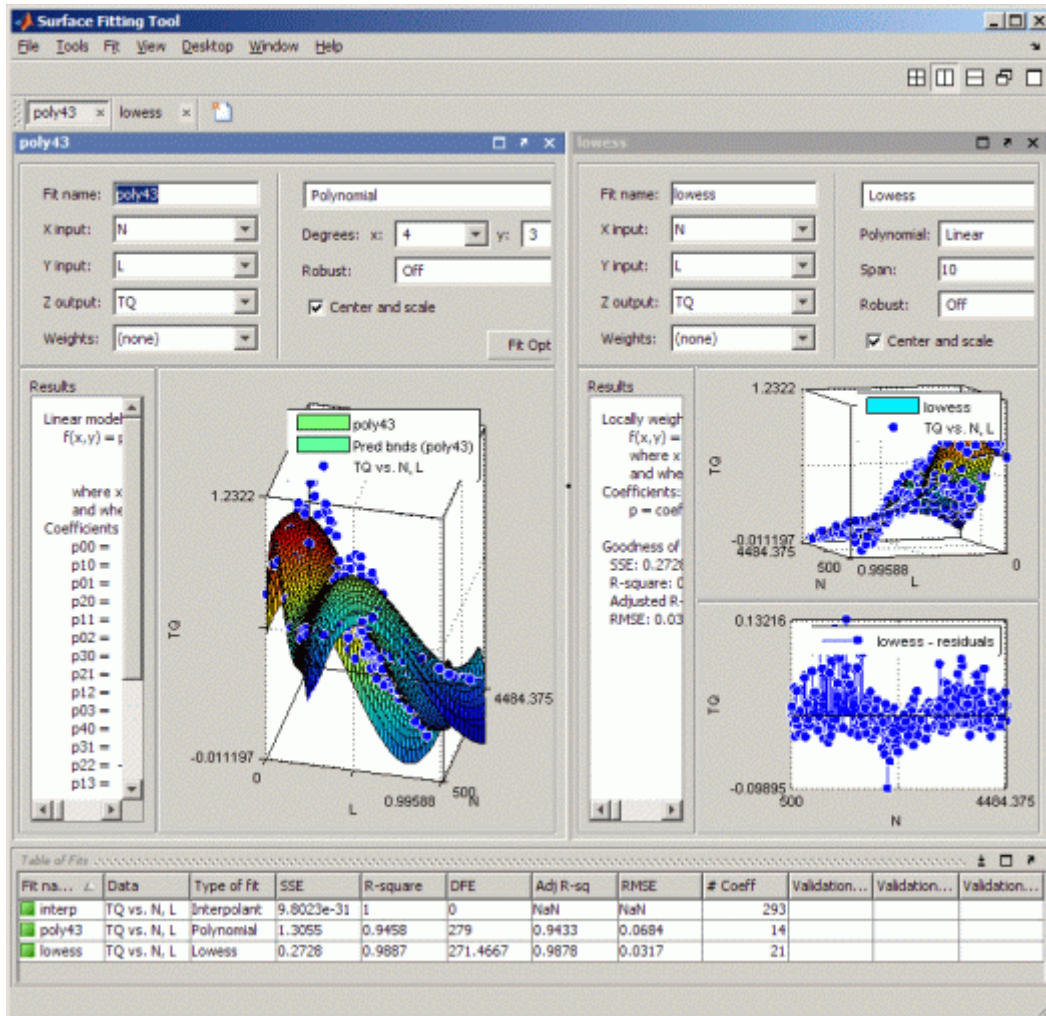 Surface Fitting Tool
File Tools Fit View Desktop Window Help
poly43 lowess
poly43
Fit name: poly43
X input: N
Y input: L
Z output: TQ
Weights: (none)
Polynomial
Degrees: x: 4 y: 3
Robust: Off
Center and scale
Fit Opt
Results
Linear model
f(x,y) = p
where x
and whe
Coefficients
p00 =
p10 =
p01 =
p20 =
p11 =
p02 =
p30 =
p21 =
p12 =
p03 =
p40 =
p31 =
p22 = -
p13 =
poly43
Pred bnds (poly43)
TQ vs. N, L
1.2322
TQ
-0.011197
0
L
0.99588
500
N
4484.375
lowess
Fit name: lowess
X input: N
Y input: L
Z output: TQ
Weights: (none)
Lowess
Polynomial: Linear
Span: 10
Robust: Off
Center and scale
Results
Locally weigh
f(x,y) =
where x
and whe
Coefficients:
p = coef
Goodness of
SSE: 0.2728
R-square: 0
Adjusted R-
RMSE: 0.03
1.2322
lowess
TQ vs. N, L
TQ
-0.011197
4484.375
500
N
0.99588
L
0
0.13216
lowess - residuals
TQ
-0.09895
500
4484.375
N
Table of Fits
Fit na... Data Type of fit SSE R-square DFE Adj R-sq RMSE # Coeff Validation... Validation... Validation...
interp TQ vs. N, L Interpolant 9.8023e-31 1 0 NaN NaN 293
poly43 TQ vs. N, L Polynomial 1.3055 0.9458 279 0.9433 0.0684 14
lowess TQ vs. N, L Lowess 0.2728 0.9887 271.4667 0.9878 0.0317 21